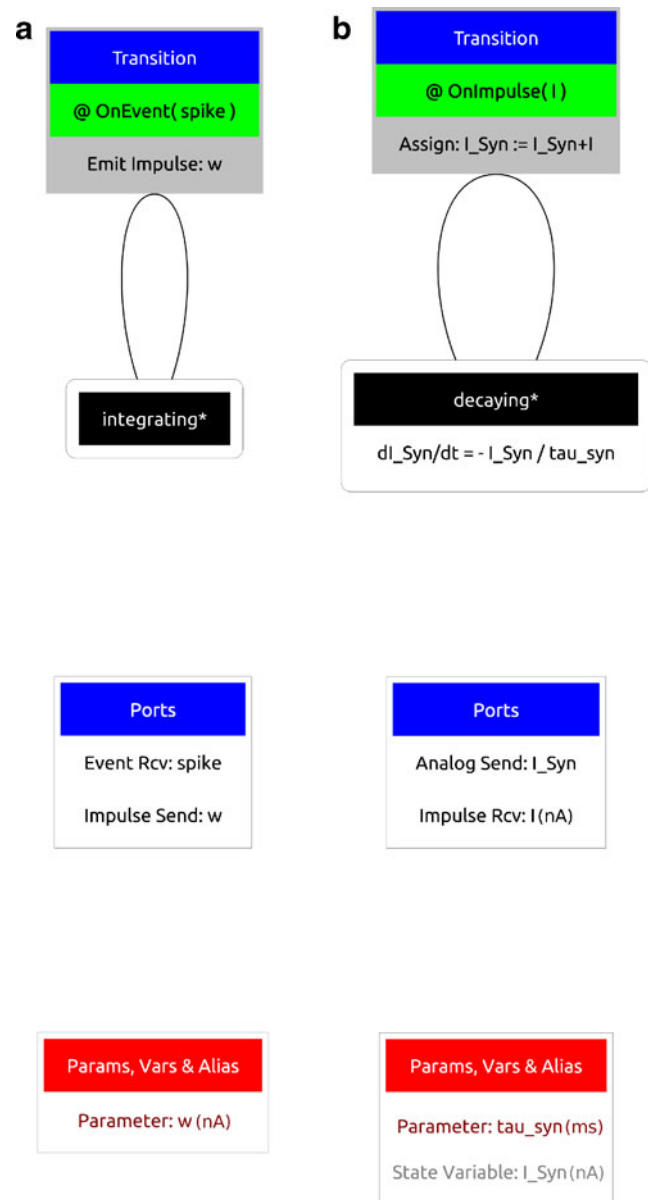 a
Transition
@ OnEvent( spike )
Emit Impulse: w
integrating*
Ports
Event Rcv: spike
Impulse Send: w
Params, Vars & Alias
Parameter: w(nA)
b
Transition
@ OnImpulse( I )
Assign: I_Syn := I_Syn+I
decaying*
dI_Syn/dt = - I_Syn / tau_syn
Ports
Analog Send: I_Syn
Impulse Rcv: I(nA)
Params, Vars & Alias
Parameter: tau_syn(ms)
State Variable: I_Syn(nA)